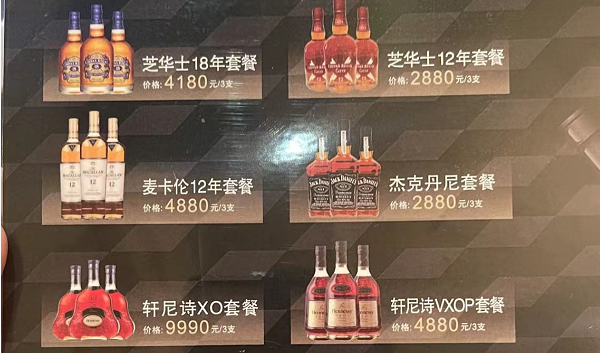 芝华士18年套餐
价格: 4180元/3支
芝华士12年套餐
价格: 2880元/3支
麦卡伦12年套餐
价格: 4880元/3支
MACALLAN
12
杰克丹尼套餐
价格: 2880元/3支
JACK DANIEL'S
轩尼诗XO套餐
价格: 9990元/3支
轩尼诗VXOP套餐
价格: 4880元/3支
Hennessy